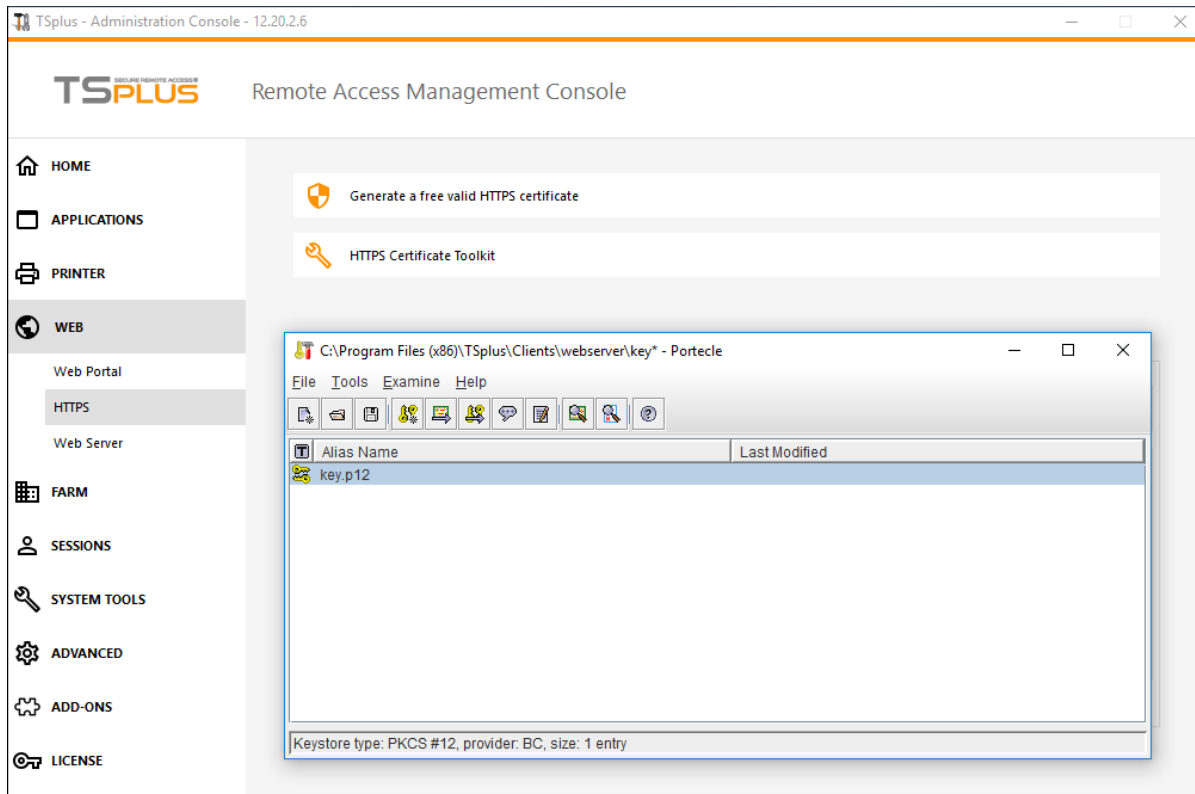 TSplus - Administration Console - 12.20.2.6
TSPLUS SECURE REMOTE ACCESS®
Remote Access Management Console
HOME
APPLICATIONS
PRINTER
WEB
Web Portal
HTTPS
Web Server
FARM
SESSIONS
SYSTEM TOOLS
ADVANCED
ADD-ONS
LICENSE
Generate a free valid HTTPS certificate
HTTPS Certificate Toolkit
C:\Program Files (x86)\TSplus\Clients\webserver\key* - Portecle
File Tools Examine Help
T Alias Name Last Modified
key.p12
Keystore type: PKCS #12, provider: BC, size: 1 entry